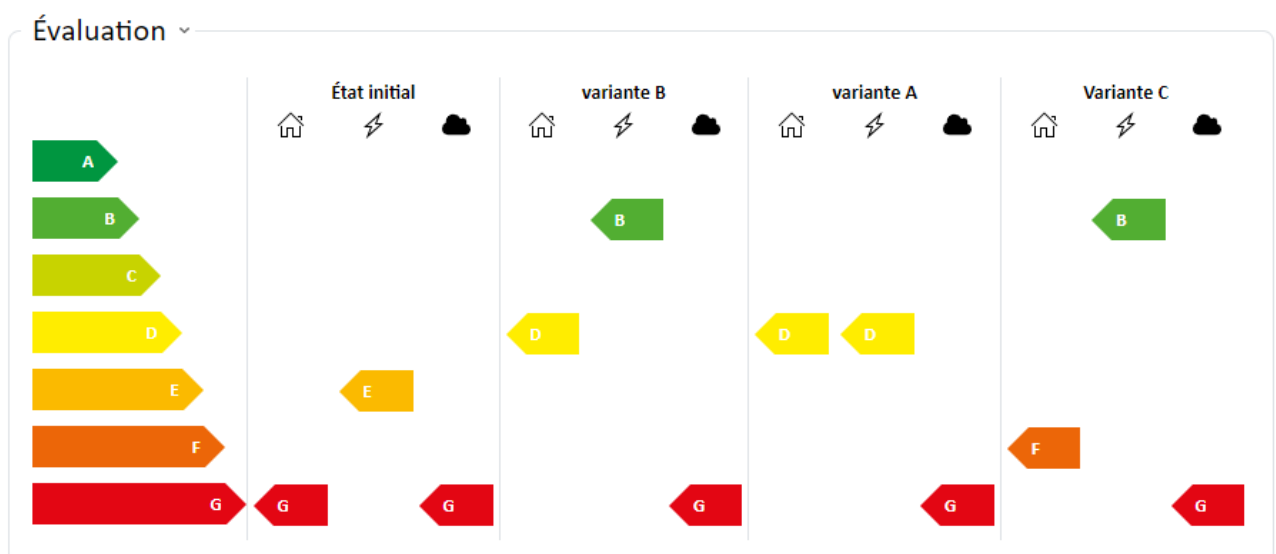 Évaluation
État initial variante B variante A Variante C
A
B B B
C
D D D D
E E
F F
G G G G G G